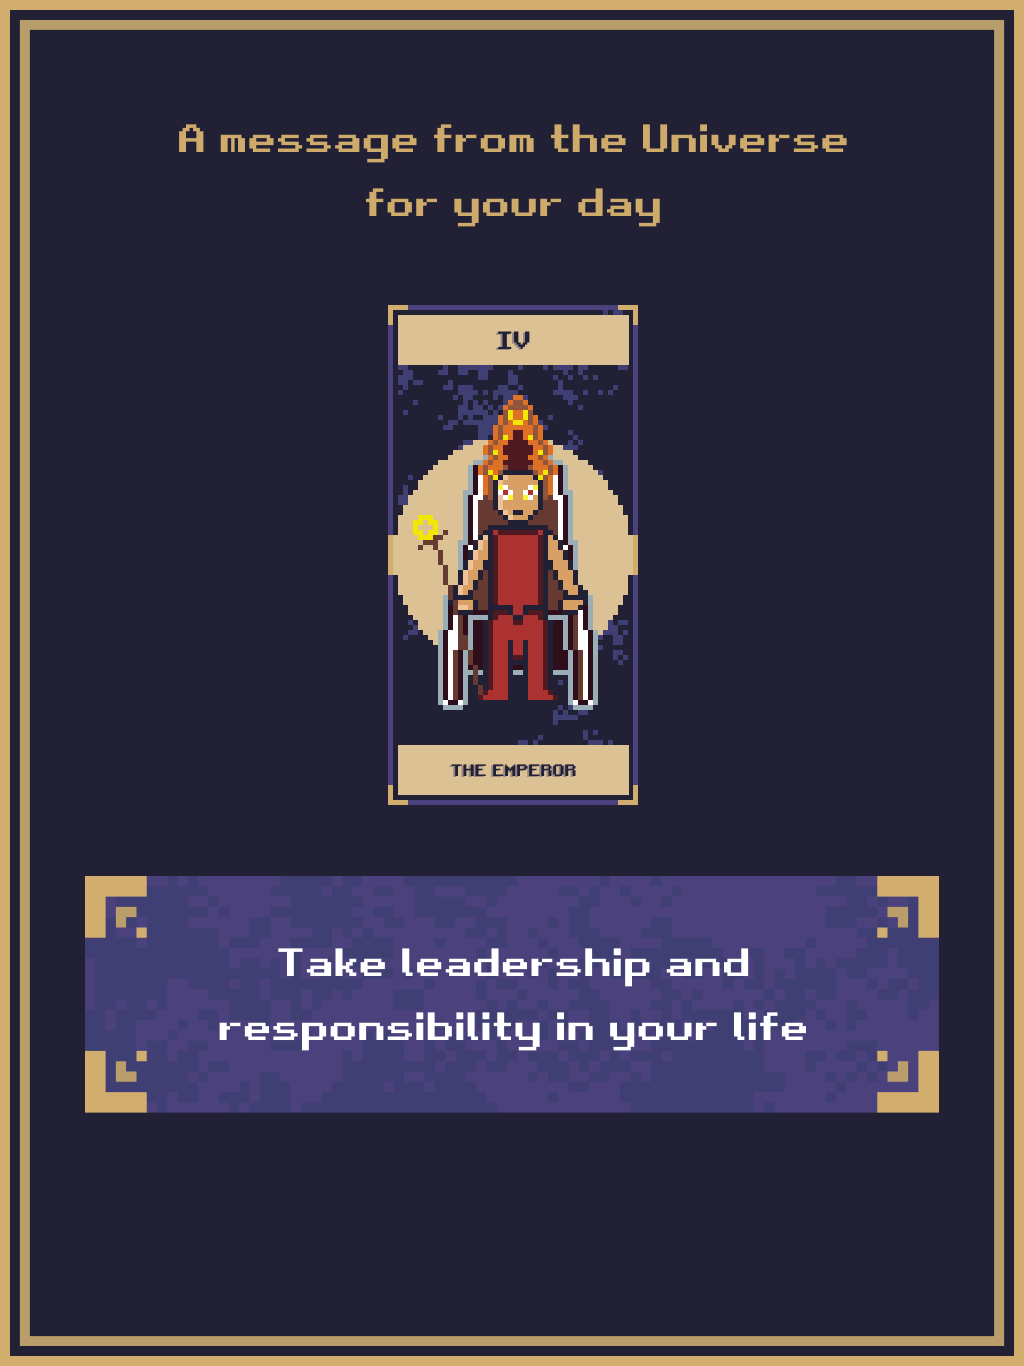 A message from the Universe
for your day
IV
THE EMPEROR
Take leadership and
responsibility in your life